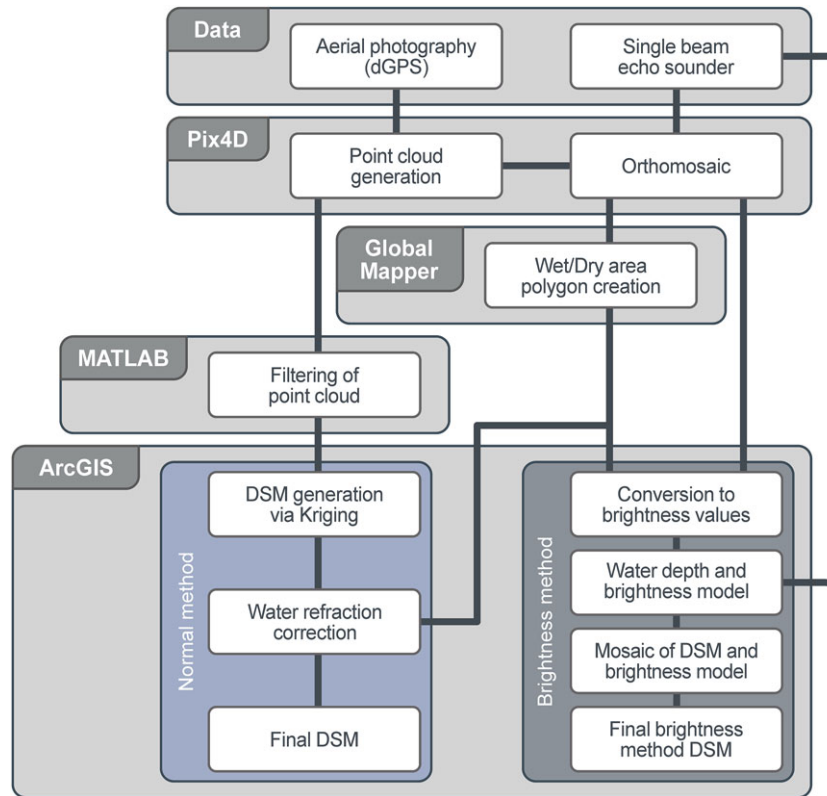 Data
Aerial photography
(dGPS)
Single beam
echo sounder
Pix4D
Point cloud
generation
Orthomosaic
Global
Mapper
Wet/Dry area
polygon creation
MATLAB
Filtering of
point cloud
ArcGIS
Normal method
DSM generation
via Kriging
Water refraction
correction
Final DSM
Brightness method
Conversion to
brightness values
Water depth and
brightness model
Mosaic of DSM and
brightness model
Final brightness
method DSM